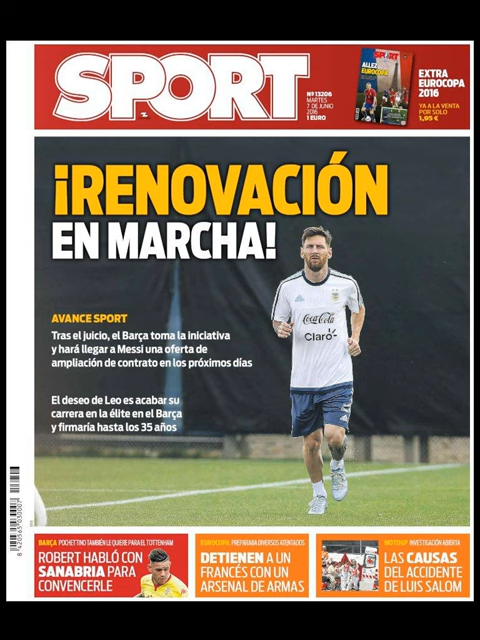 SPORT
Nº 13206
MARTES
7 DE JUNIO
2016
1 EURO
SPORT
EUROCOPA
EXTRA
EUROCOPA
2016
YA A LA VENTA
POR SOLO
1,95 €
¡RENOVACIÓN
EN MARCHA!
AVANCE SPORT
Tras el juicio, el Barça toma la iniciativa
y hará llegar a Messi una oferta de
ampliación de contrato en los próximos días
El deseo de Leo es acabar su
carrera en la élite en el Barça
y firmaría hasta los 35 años
Coca-Cola
Claro
8 420565 030007
BARÇA POCHETTINO TAMBIÉN LE QUIERE PARA EL TOTTENHAM
ROBERT HABLÓ CON
SANABRIA PARA
CONVENCERLE
EUROCOPA PREPARABA DIVERSOS ATENTADOS
DETIENEN A UN
FRANCÉS CON UN
ARSENAL DE ARMAS
MOTOGP INVESTIGACIÓN ABIERTA
LAS CAUSAS
DEL ACCIDENTE
DE LUIS SALOM